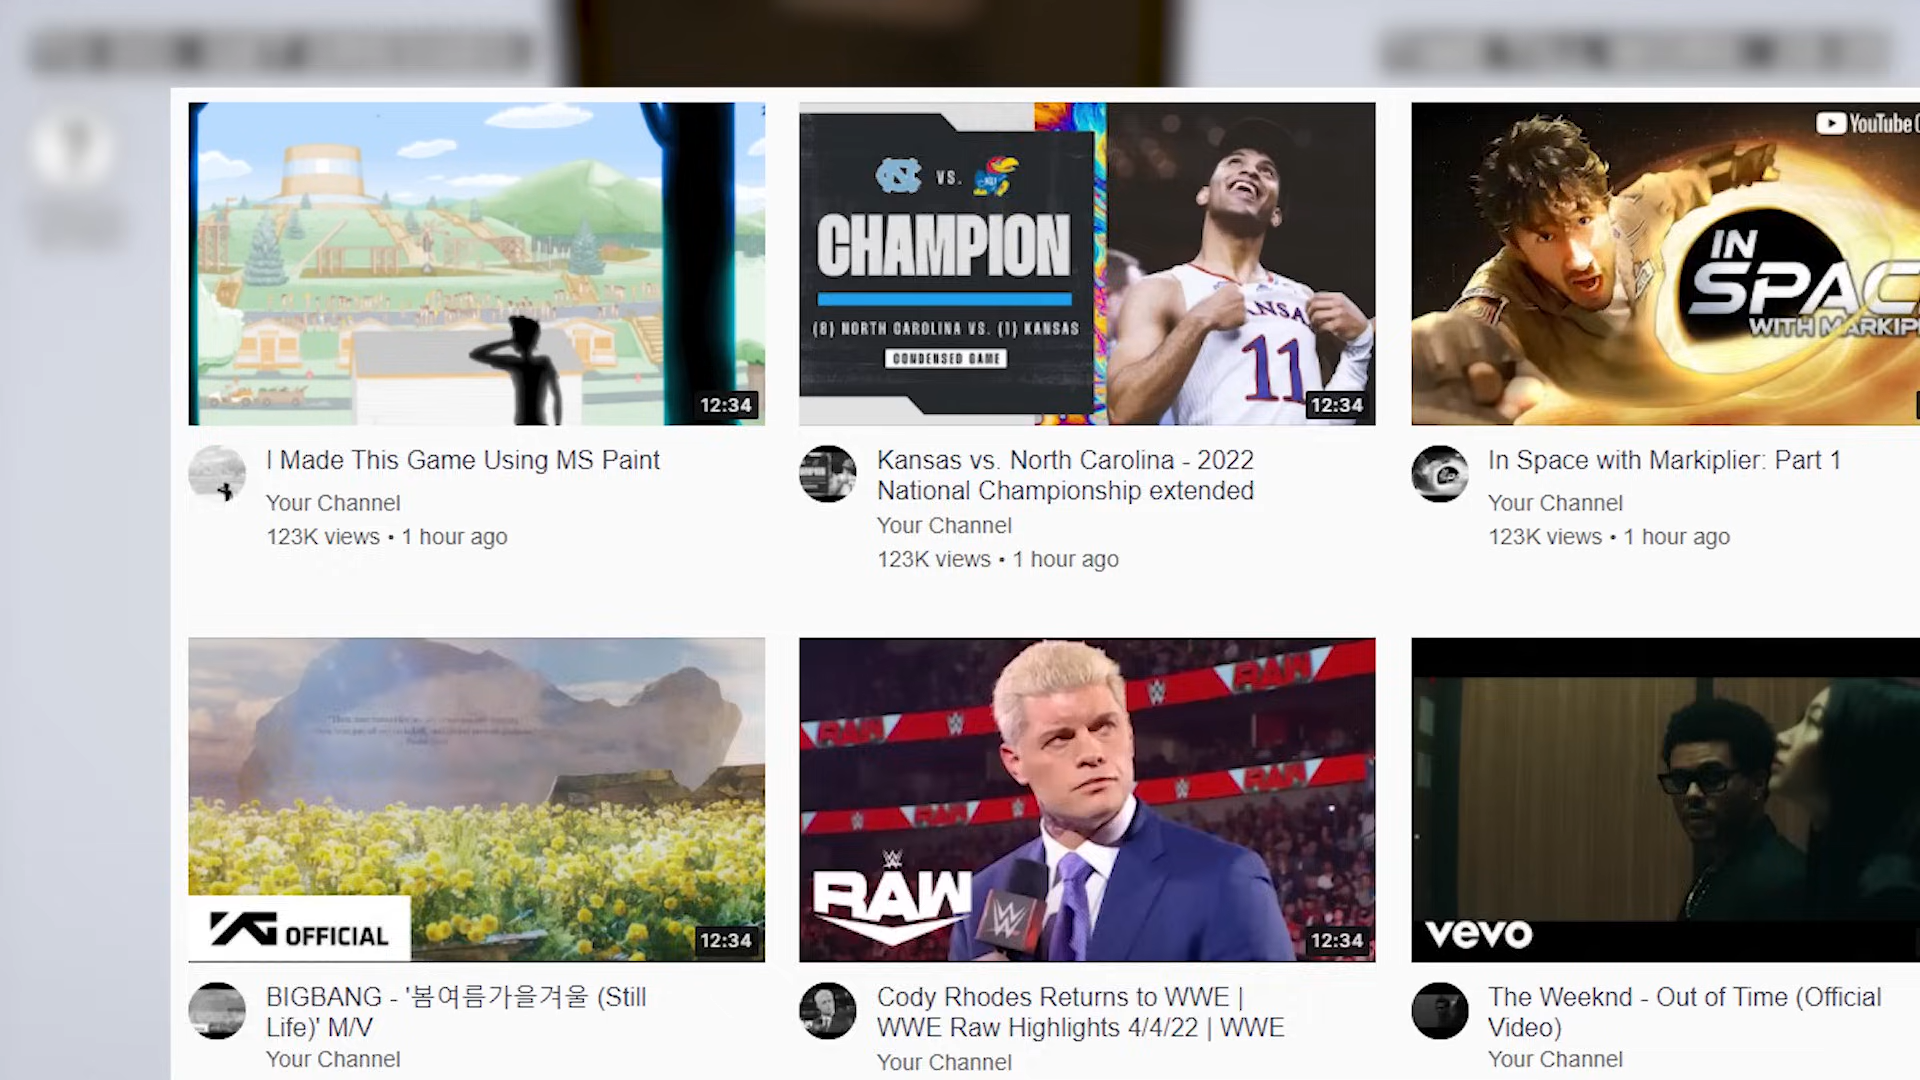 VS.
CHAMPION
(8) NORTH CAROLINA VS. (1) KANSAS
CONDENSED GAME
KANSAS
11
YouTube
IN
SPAC
WITH MARKIP
12:34
12:34
I Made This Game Using MS Paint
Your Channel
123K views • 1 hour ago
Kansas vs. North Carolina - 2022
National Championship extended
Your Channel
123K views • 1 hour ago
In Space with Markiplier: Part 1
Your Channel
123K views • 1 hour ago
RAW
RAW
RAW
RAW
RAW
W
YG OFFICIAL
12:34
12:34
vevo
BIGBANG - '봄여름가을겨울 (Still
Life)' M/V
Your Channel
Cody Rhodes Returns to WWE |
WWE Raw Highlights 4/4/22 | WWE
Your Channel
The Weeknd - Out of Time (Official
Video)
Your Channel